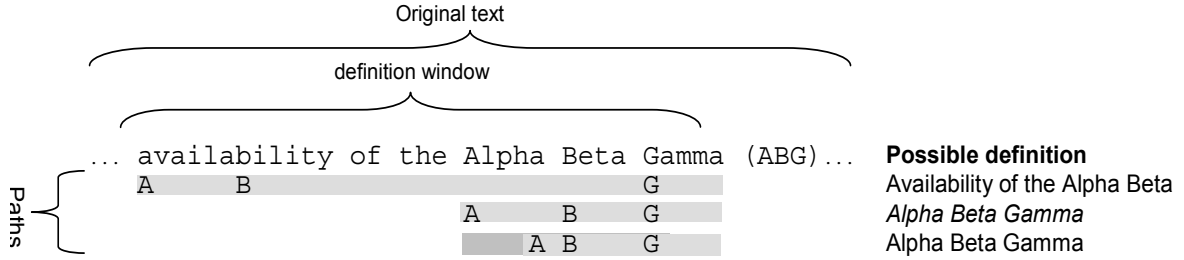 Original text
definition window
... availability of the Alpha Beta Gamma (ABG)... Possible definition
A B G Availability of the Alpha Beta
A B G Alpha Beta Gamma
A B G Alpha Beta Gamma
Paths